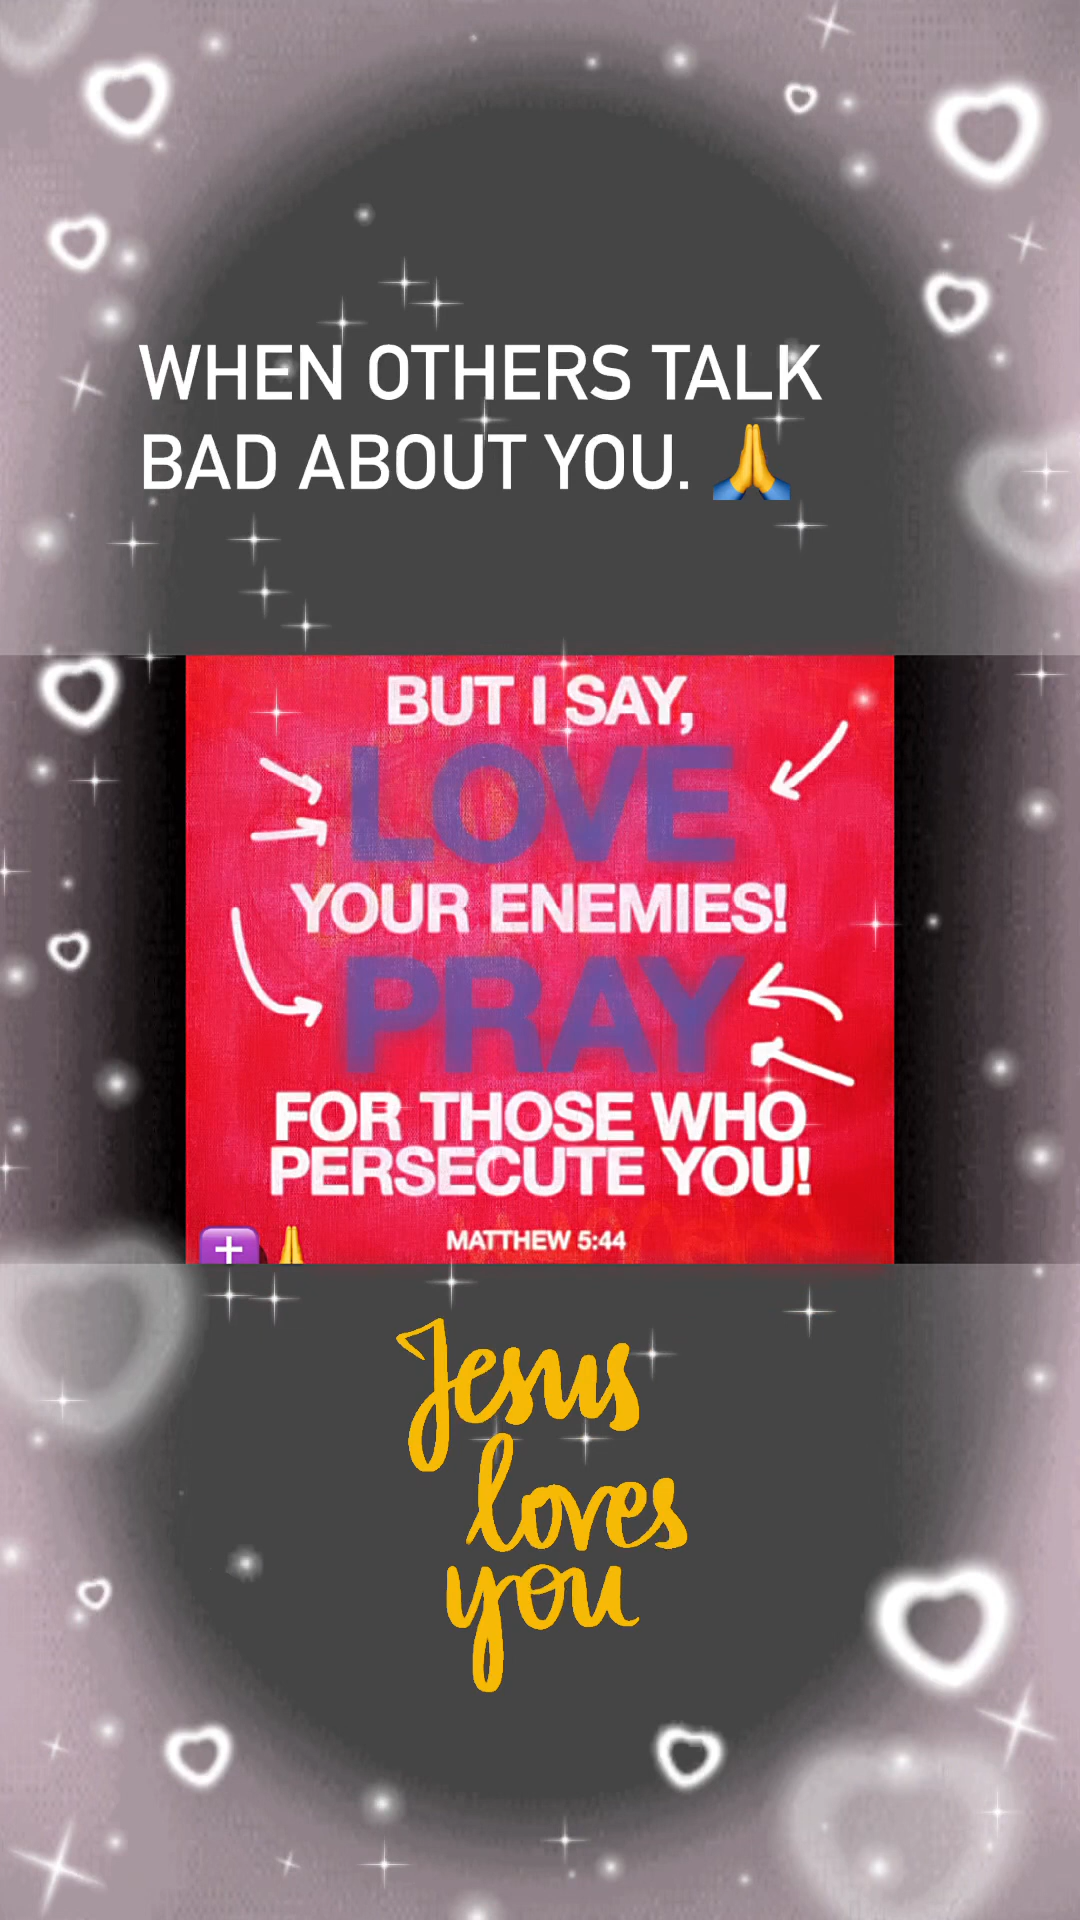 WHEN OTHERS TALK
BAD ABOUT YOU. 🙏
BUT I SAY,
LOVE
YOUR ENEMIES!
PRAY
FOR THOSE WHO
PERSECUTE YOU!
MATTHEW 5:44
Jesus
loves
you